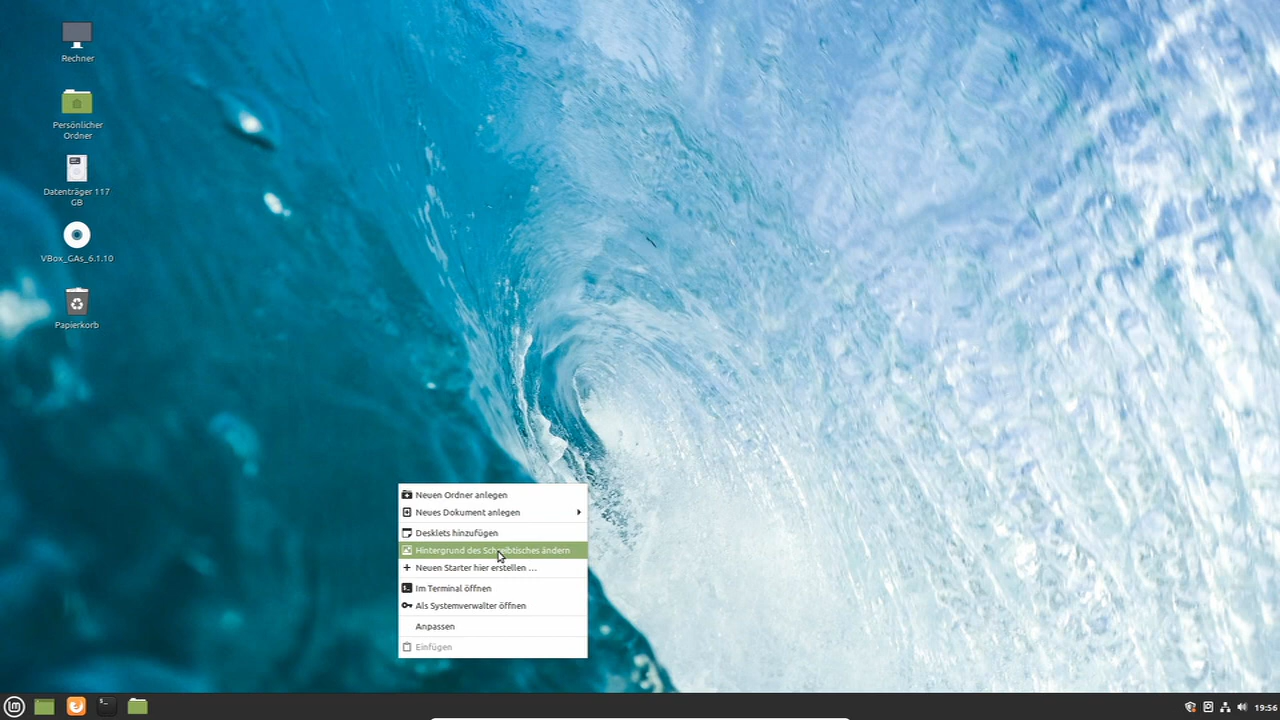 Rechner
Persönlicher
Ordner
Datenträger 117
GB
VBox_GAs_6.1.10
Papierkorb
Neuen Ordner anlegen
Neues Dokument anlegen
Desklets hinzufügen
Hintergrund des Schreibtisches ändern
Neuen Starter hier erstellen ...
Im Terminal öffnen
Als Systemverwalter öffnen
Anpassen
Einfügen
19:56